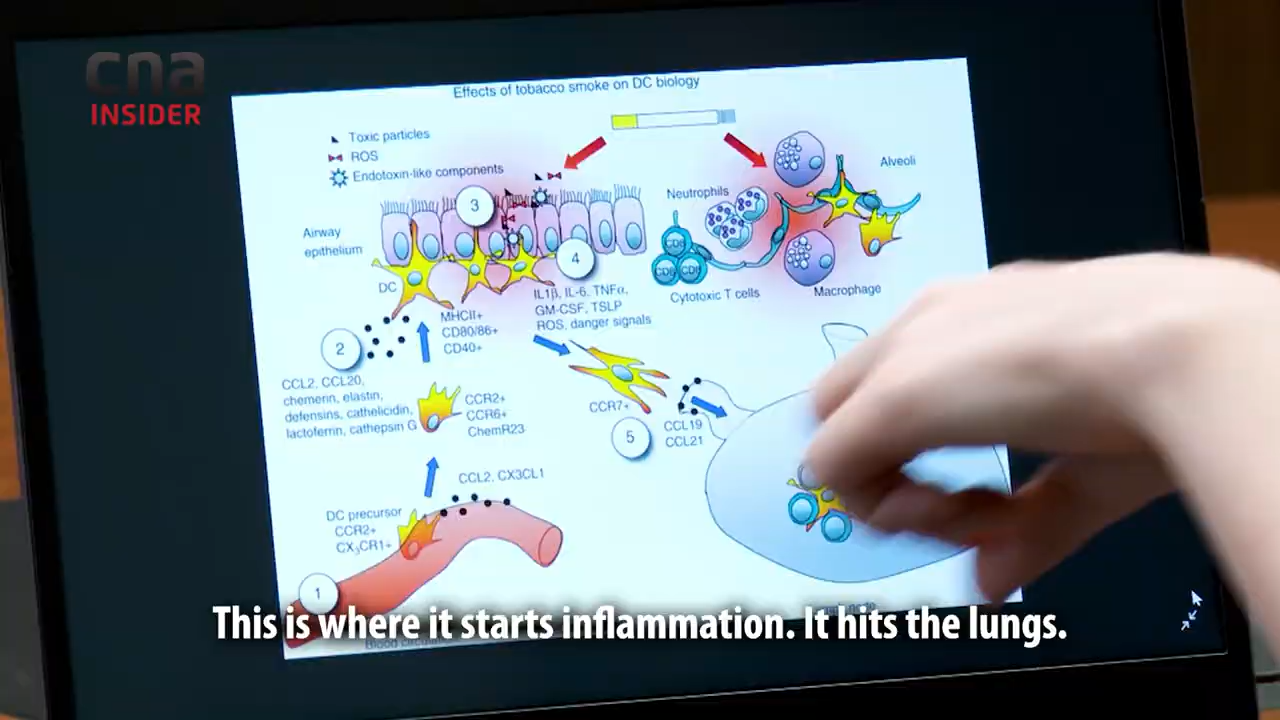 cna
INSIDER
Effects of tobacco smoke on DC biology
Toxic particles
ROS
Endotoxin-like components
Airway
epithelium
3
4
DC
Neutrophils
Alveoli
CD8
CD8
CD8
Cytotoxic T cells
Macrophage
MHCII+
CD80/86+
CD40+
IL1β, IL-6, TNFα,
GM-CSF, TSLP
ROS, danger signals
2
CCL2, CCL20,
chemerin, elastin,
defensins, cathelicidin,
lactoferrin, cathepsin G
CCR2+
CCR6+
ChemR23
CCR7+
5
CCL19
CCL21
CCL2, CX3CL1
DC precursor
CCR2+
CX3CR1+
1
This is where it starts inflammation. It hits the lungs.